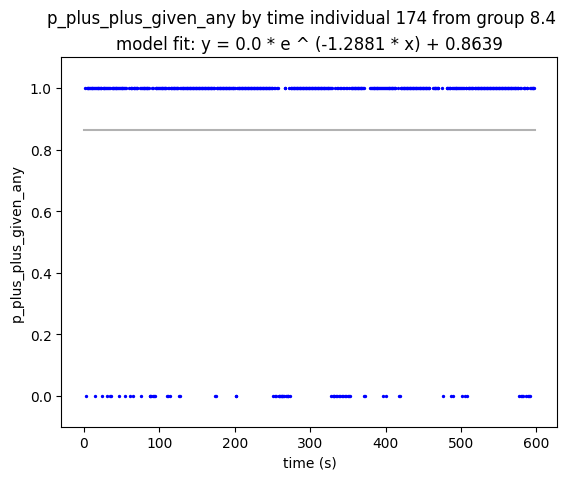 p_plus_plus_given_any by time individual 174 from group 8.4
model fit: y = 0.0 * e ^ (-1.2881 * x) + 0.8639
1.0
0.8
0.6
0.4
0.2
0.0
p_plus_plus_given_any
0 100 200 300 400 500 600
time (s)